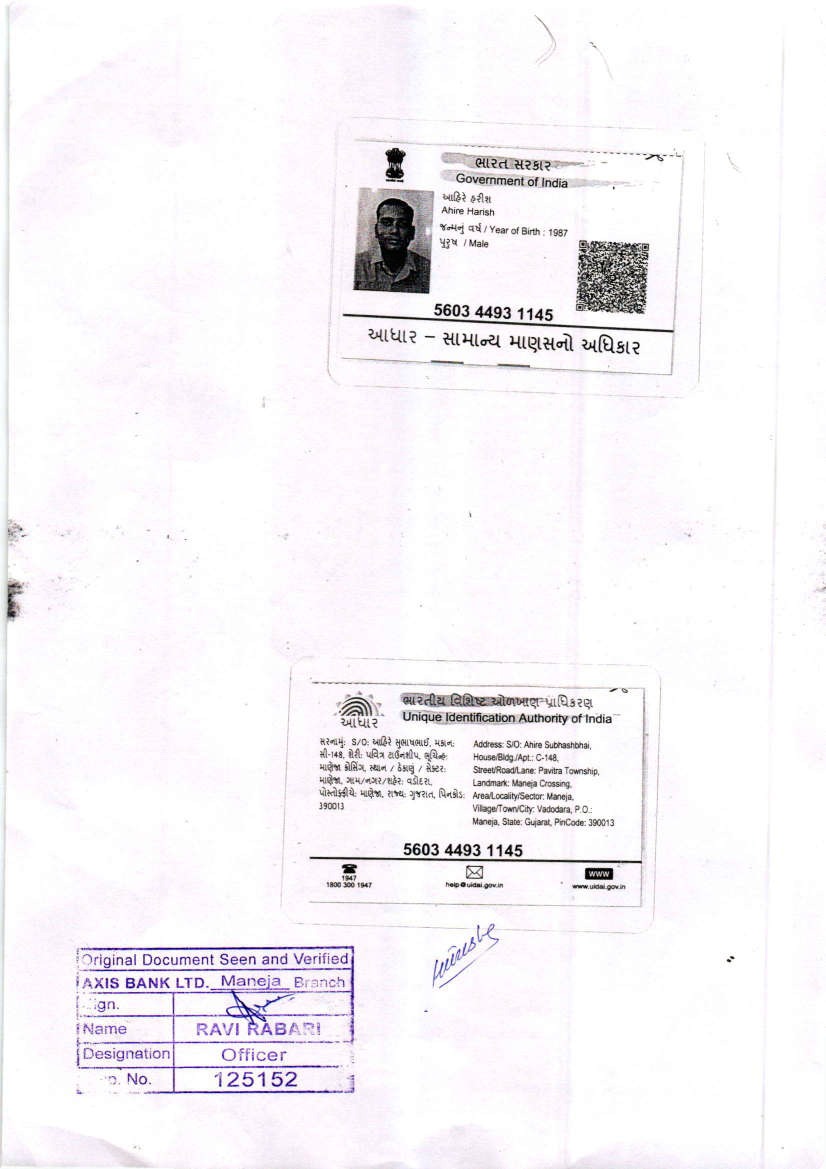 ભારત સરકાર
Government of India
આહિરે હરીશ
Ahire Harish
જન્મનું વર્ષ / Year of Birth : 1987
પુરુષ / Male
5603 4493 1145
આધાર – સામાન્ય માણસનો અધિકાર
ભારતીય વિશિષ્ટ ઓળખાણ પ્રાધિકરણ
આધાર
Unique Identification Authority of India
સરનામું: S/O: આહિરે સુભાષભાઈ, મકાન:
સી-148, શેરી: પવિત્ર ટાઉનશીપ, ભૂચિન્હ:
માણેજા ક્રોસિંગ, સ્થાન / ઠેકાણું / સેક્ટર:
માણેજા, ગામ/નગર/શહેર: વડોદરા,
પોસ્ટોફ્ફીયે: માણેજા, રાજ્ય: ગુજરાત, પિનકોડ:
390013
Address: S/O: Ahire Subhashbhai,
House/Bldg./Apt.: C-148,
Street/Road/Lane: Pavitra Township,
Landmark: Maneja Crossing,
Area/Locality/Sector: Maneja,
Village/Town/City: Vadodara, P.O.:
Maneja, State: Gujarat, PinCode: 390013
5603 4493 1145
1947
1800 300 1947
help@uidai.gov.in
WWW
www.uidai.gov.in
Original Document Seen and Verified
AXIS BANK LTD. Maneja Branch
ign.
Name RAVI RABARI
Designation Officer
p. No. 125152